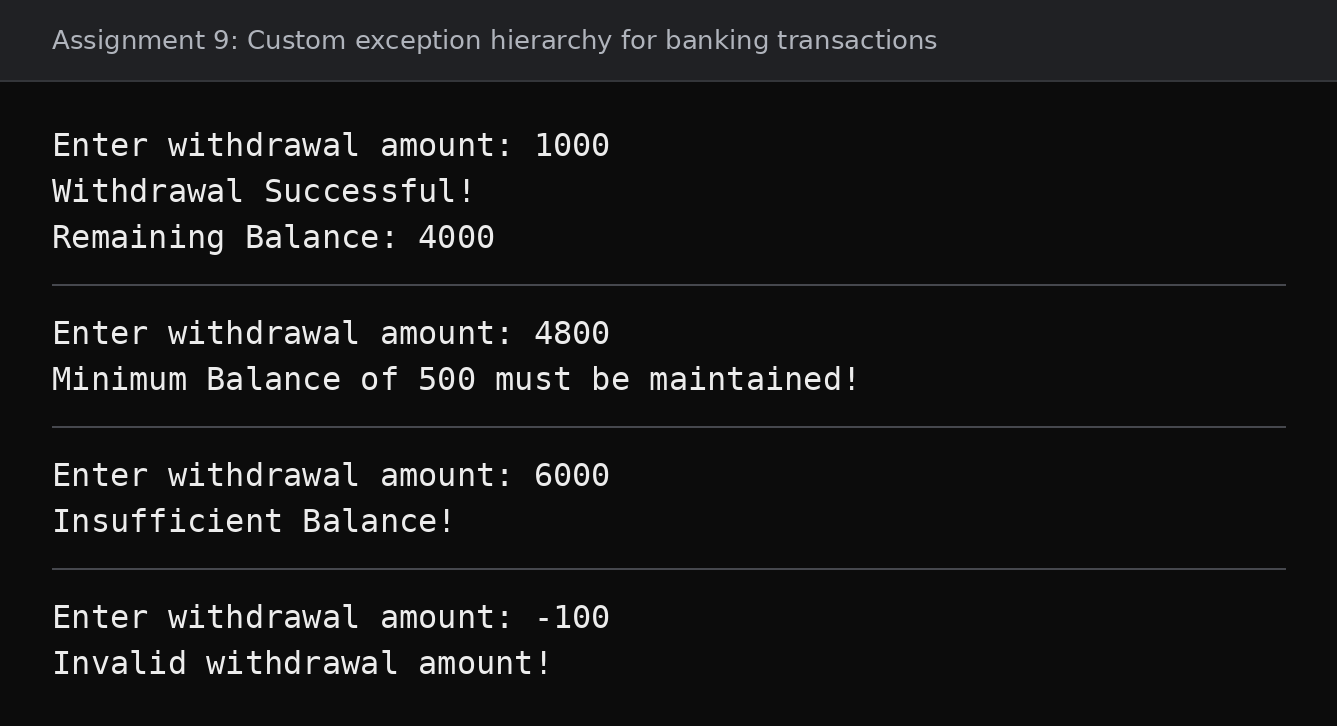 Assignment 9: Custom exception hierarchy for banking transactions
Enter withdrawal amount: 1000
Withdrawal Successful!
Remaining Balance: 4000
Enter withdrawal amount: 4800
Minimum Balance of 500 must be maintained!
Enter withdrawal amount: 6000
Insufficient Balance!
Enter withdrawal amount: -100
Invalid withdrawal amount!